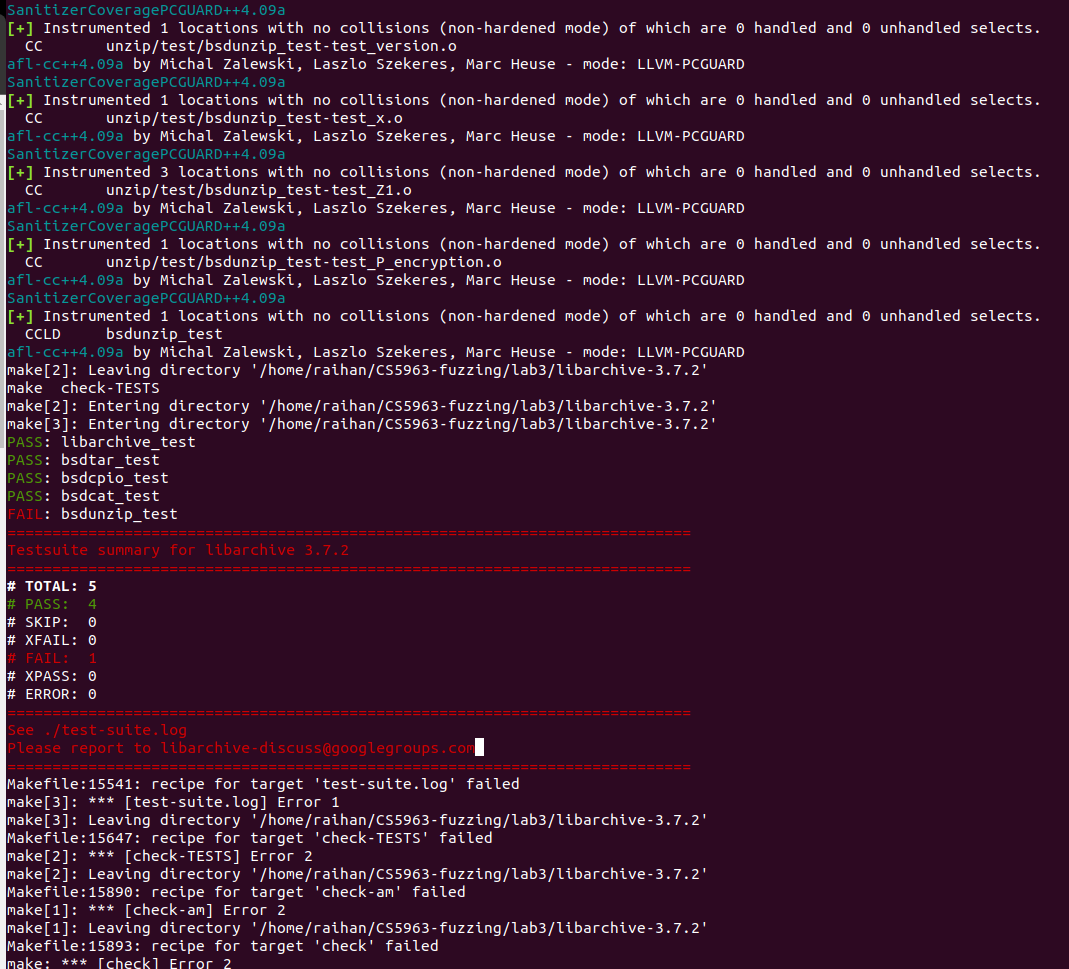 SanitizerCoveragePCGUARD++4.09a
[+] Instrumented 1 locations with no collisions (non-hardened mode) of which are 0 handled and 0 unhandled selects.
  CC       unzip/test/bsdunzip_test-test_version.o
afl-cc++4.09a by Michal Zalewski, Laszlo Szekeres, Marc Heuse - mode: LLVM-PCGUARD
SanitizerCoveragePCGUARD++4.09a
[+] Instrumented 1 locations with no collisions (non-hardened mode) of which are 0 handled and 0 unhandled selects.
  CC       unzip/test/bsdunzip_test-test_x.o
afl-cc++4.09a by Michal Zalewski, Laszlo Szekeres, Marc Heuse - mode: LLVM-PCGUARD
SanitizerCoveragePCGUARD++4.09a
[+] Instrumented 3 locations with no collisions (non-hardened mode) of which are 0 handled and 0 unhandled selects.
  CC       unzip/test/bsdunzip_test-test_Z1.o
afl-cc++4.09a by Michal Zalewski, Laszlo Szekeres, Marc Heuse - mode: LLVM-PCGUARD
SanitizerCoveragePCGUARD++4.09a
[+] Instrumented 1 locations with no collisions (non-hardened mode) of which are 0 handled and 0 unhandled selects.
  CC       unzip/test/bsdunzip_test-test_P_encryption.o
afl-cc++4.09a by Michal Zalewski, Laszlo Szekeres, Marc Heuse - mode: LLVM-PCGUARD
SanitizerCoveragePCGUARD++4.09a
[+] Instrumented 1 locations with no collisions (non-hardened mode) of which are 0 handled and 0 unhandled selects.
  CCLD     bsdunzip_test
afl-cc++4.09a by Michal Zalewski, Laszlo Szekeres, Marc Heuse - mode: LLVM-PCGUARD
make[2]: Leaving directory '/home/raihan/CS5963-fuzzing/lab3/libarchive-3.7.2'
make  check-TESTS
make[2]: Entering directory '/home/raihan/CS5963-fuzzing/lab3/libarchive-3.7.2'
make[3]: Entering directory '/home/raihan/CS5963-fuzzing/lab3/libarchive-3.7.2'
PASS: libarchive_test
PASS: bsdtar_test
PASS: bsdcpio_test
PASS: bsdcat_test
FAIL: bsdunzip_test
============================================================================
Testsuite summary for libarchive 3.7.2
============================================================================
# TOTAL: 5
# PASS:  4
# SKIP:  0
# XFAIL: 0
# FAIL:  1
# XPASS: 0
# ERROR: 0
============================================================================
See ./test-suite.log
Please report to libarchive-discuss@googlegroups.com
============================================================================
Makefile:15541: recipe for target 'test-suite.log' failed
make[3]: *** [test-suite.log] Error 1
make[3]: Leaving directory '/home/raihan/CS5963-fuzzing/lab3/libarchive-3.7.2'
Makefile:15647: recipe for target 'check-TESTS' failed
make[2]: *** [check-TESTS] Error 2
make[2]: Leaving directory '/home/raihan/CS5963-fuzzing/lab3/libarchive-3.7.2'
Makefile:15890: recipe for target 'check-am' failed
make[1]: *** [check-am] Error 2
make[1]: Leaving directory '/home/raihan/CS5963-fuzzing/lab3/libarchive-3.7.2'
Makefile:15893: recipe for target 'check' failed
make: *** [check] Error 2